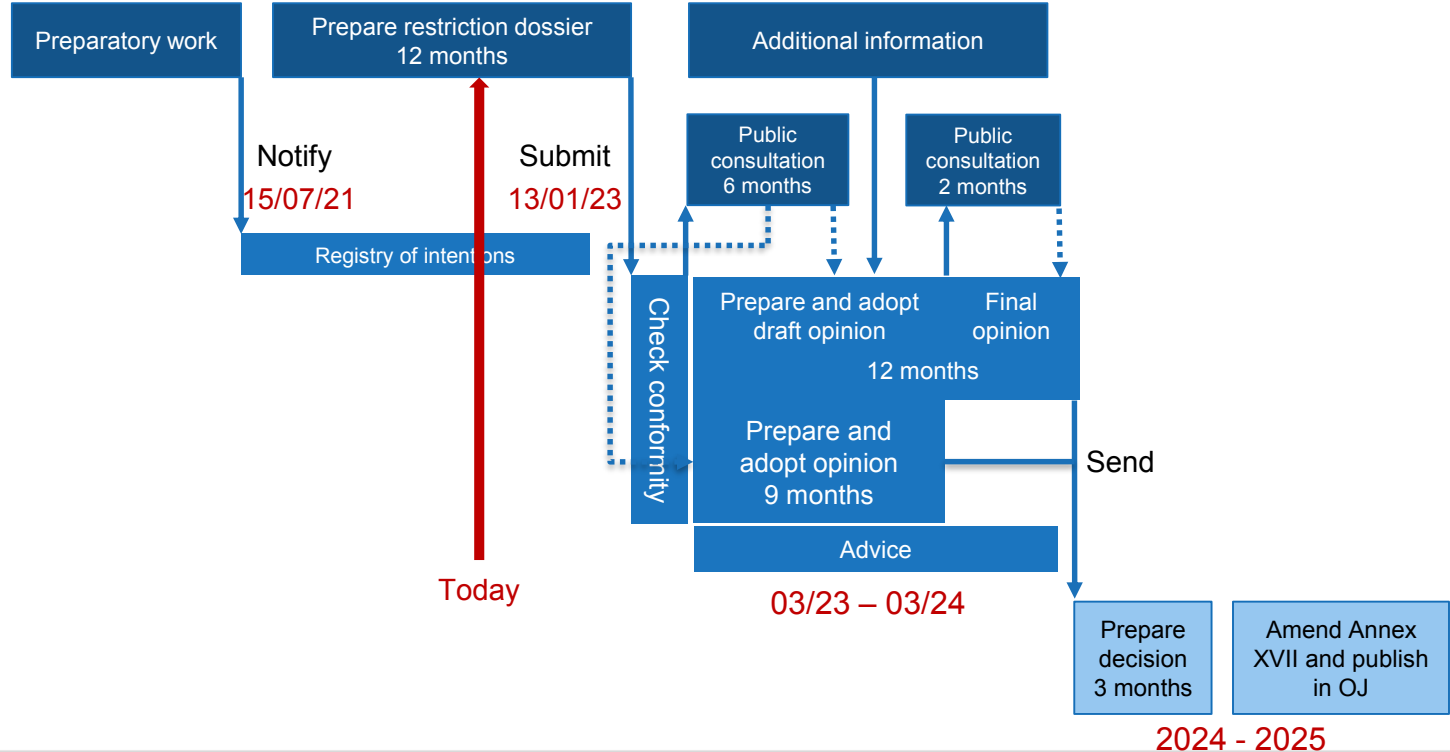 Preparatory work
Prepare restriction dossier
12 months
Additional information
Public
consultation
6 months
Public
consultation
2 months
Notify
15/07/21
Submit
13/01/23
Registry of intentions
Check conformity
Prepare and adopt
draft opinion
Final
opinion
12 months
Prepare and
adopt opinion
9 months
Send
Advice
Today
03/23 – 03/24
Prepare
decision
3 months
Amend Annex
XVII and publish
in OJ
2024 - 2025